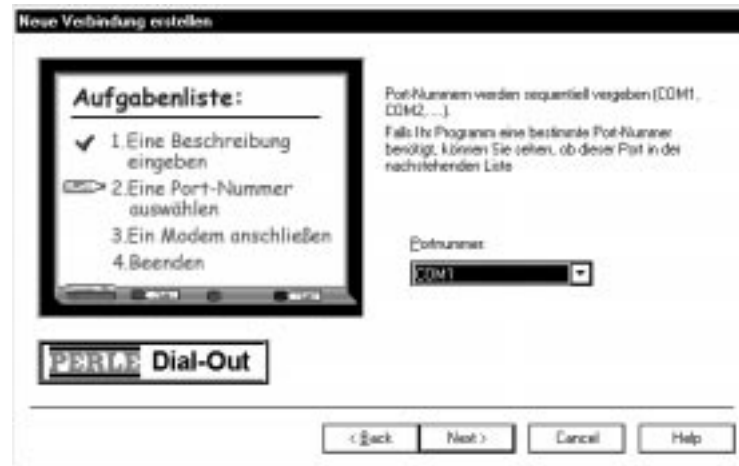 Neue Verbindung erstellen
Aufgabenliste:
1.Eine Beschreibung
eingeben
2.Eine Port-Nummer
auswählen
3.Ein Modem anschließen
4.Beenden
Port-Nummern werden sequentiell vergeben (COM1,
COM2, ...).
Falls Ihr Programm eine bestimmte Port-Nummer
benötigt, können Sie sehen, ob dieser Port in der
nachstehenden Liste
Portnummer:
COM1
PERLE Dial-Out
< Back
Next >
Cancel
Help